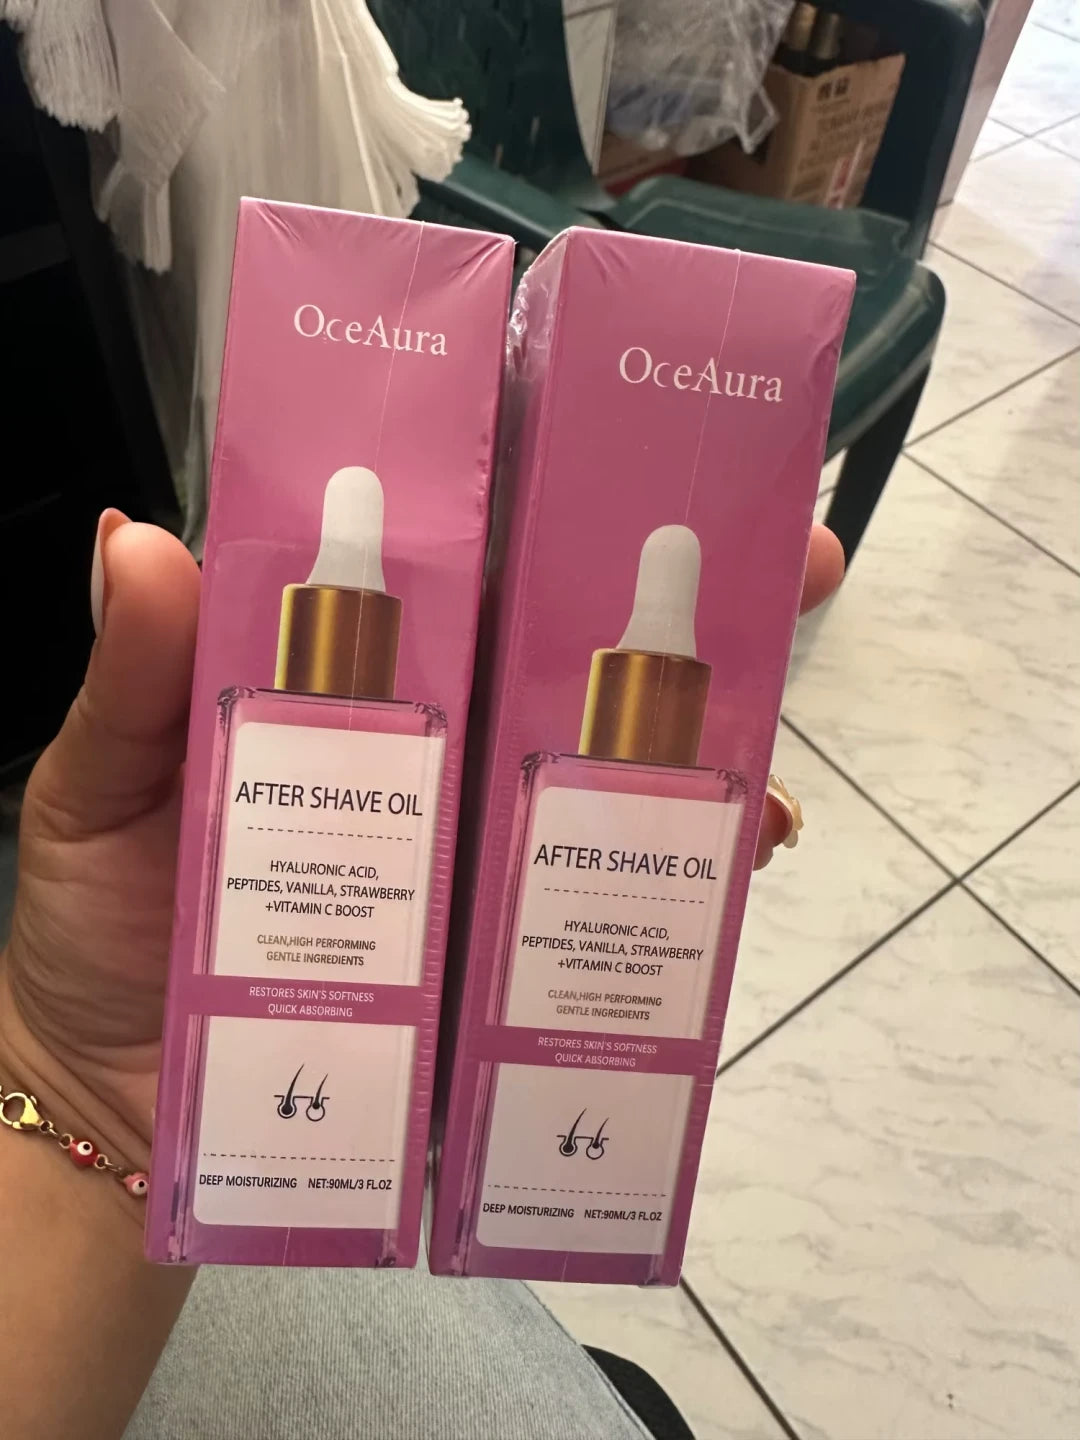 OceAura
AFTER SHAVE OIL
HYALURONIC ACID,
PEPTIDES, VANILLA, STRAWBERRY
+VITAMIN C BOOST
CLEAN,HIGH PERFORMING
GENTLE INGREDIENTS
RESTORES SKIN'S SOFTNESS
QUICK ABSORBING
DEEP MOISTURIZING NET:90ML/3 FL.OZ
OceAura
AFTER SHAVE OIL
HYALURONIC ACID,
PEPTIDES, VANILLA, STRAWBERRY
+VITAMIN C BOOST
CLEAN,HIGH PERFORMING
GENTLE INGREDIENTS
RESTORES SKIN'S SOFTNESS
QUICK ABSORBING
DEEP MOISTURIZING NET:90ML/3 FL.OZ